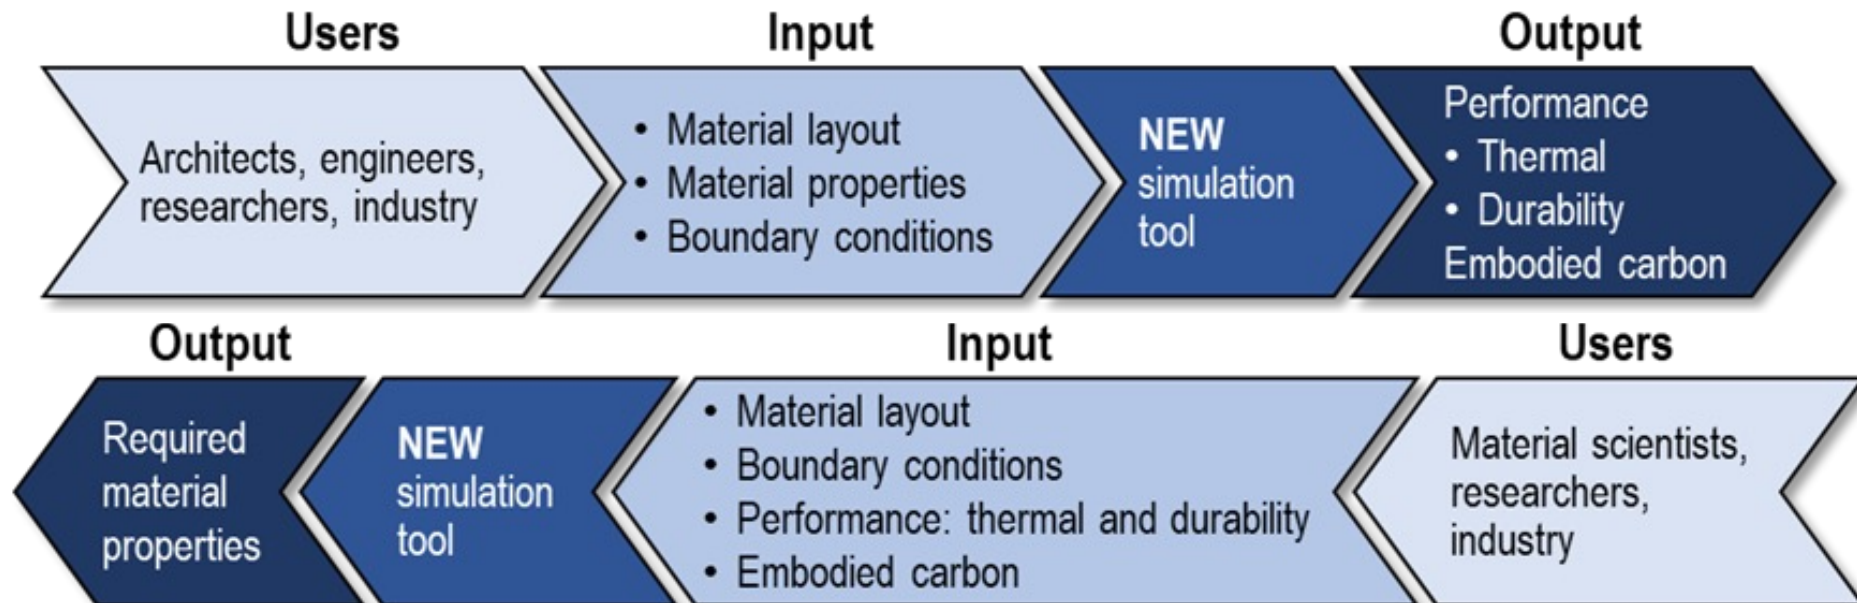 Users
Input
Output
Architects, engineers,
researchers, industry
• Material layout
• Material properties
• Boundary conditions
NEW
simulation
tool
Performance
• Thermal
• Durability
Embodied carbon
Output
Input
Users
Required
material
properties
NEW
simulation
tool
• Material layout
• Boundary conditions
• Performance: thermal and durability
• Embodied carbon
Material scientists,
researchers,
industry